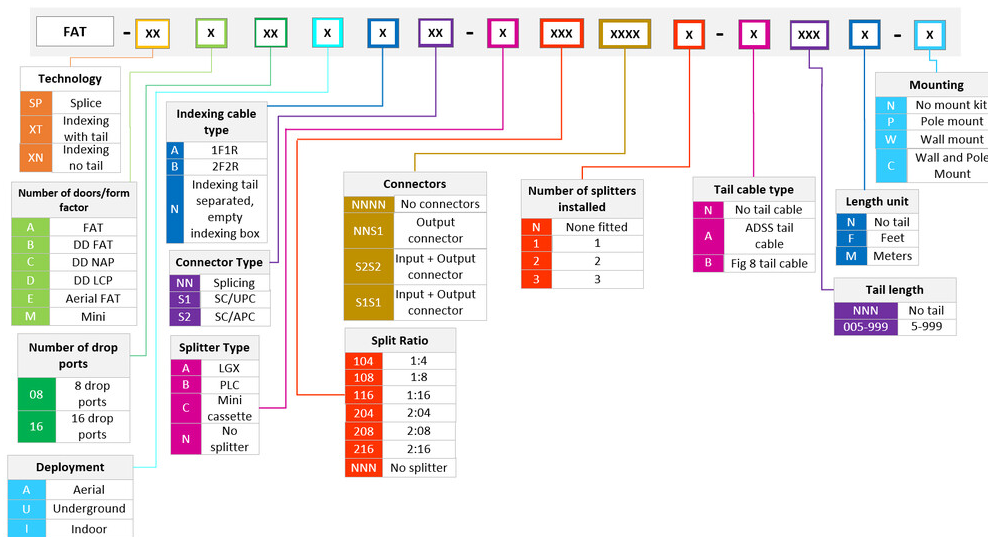 FAT - XX X XX X X XX - X XXX XXXX X - X XXX X - X
Technology
SP Splice
XT Indexing
with tail
XN Indexing
no tail
Number of doors/form
factor
A FAT
B DD FAT
C DD NAP
D DD LCP
E Aerial FAT
M Mini
Number of drop
ports
08 8 drop
ports
16 16 drop
ports
Deployment
A Aerial
U Underground
I Indoor
Indexing cable
type
A 1F1R
B 2F2R
N Indexing tail
separated,
empty
indexing box
Connector Type
NN Splicing
S1 SC/UPC
S2 SC/APC
Splitter Type
A LGX
B PLC
C Mini
cassette
N No
splitter
Connectors
NNNN No connectors
NNS1 Output
connector
S2S2 Input + Output
connector
S1S1 Input + Output
connector
Split Ratio
104 1:4
108 1:8
116 1:16
204 2:04
208 2:08
216 2:16
NNN No splitter
Number of splitters
installed
N None fitted
1 1
2 2
3 3
Tail cable type
N No tail cable
A ADSS tail
cable
B Fig 8 tail cable
Mounting
N No mount kit
P Pole mount
W Wall mount
C Wall and Pole
Mount
Length unit
N No tail
F Feet
M Meters
Tail length
NNN No tail
005-999 5-999